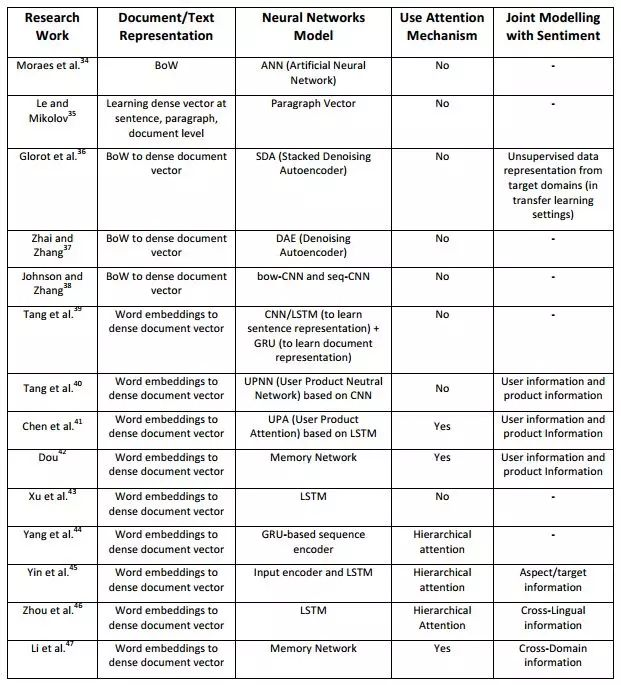 Research Work | Document/Text Representation | Neural Networks Model | Use Attention Mechanism | Joint Modelling with Sentiment
Moraes et al.34 | BoW | ANN (Artificial Neural Network) | No | -
Le and Mikolov35 | Learning dense vector at sentence, paragraph, document level | Paragraph Vector | No | -
Glorot et al.36 | BoW to dense document vector | SDA (Stacked Denoising Autoencoder) | No | Unsupervised data representation from target domains (in transfer learning settings)
Zhai and Zhang37 | BoW to dense document vector | DAE (Denoising Autoencoder) | No | -
Johnson and Zhang38 | BoW to dense document vector | bow-CNN and seq-CNN | No | -
Tang et al.39 | Word embeddings to dense document vector | CNN/LSTM (to learn sentence representation) + GRU (to learn document representation) | No | -
Tang et al.40 | Word embeddings to dense document vector | UPNN (User Product Neutral Network) based on CNN | No | User information and product information
Chen et al.41 | Word embeddings to dense document vector | UPA (User Product Attention) based on LSTM | Yes | User information and product Information
Dou42 | Word embeddings to dense document vector | Memory Network | Yes | User information and product Information
Xu et al.43 | Word embeddings to dense document vector | LSTM | No | -
Yang et al.44 | Word embeddings to dense document vector | GRU-based sequence encoder | Hierarchical attention | -
Yin et al.45 | Word embeddings to dense document vector | Input encoder and LSTM | Hierarchical attention | Aspect/target information
Zhou et al.46 | Word embeddings to dense document vector | LSTM | Hierarchical Attention | Cross-Lingual information
Li et al.47 | Word embeddings to dense document vector | Memory Network | Yes | Cross-Domain information